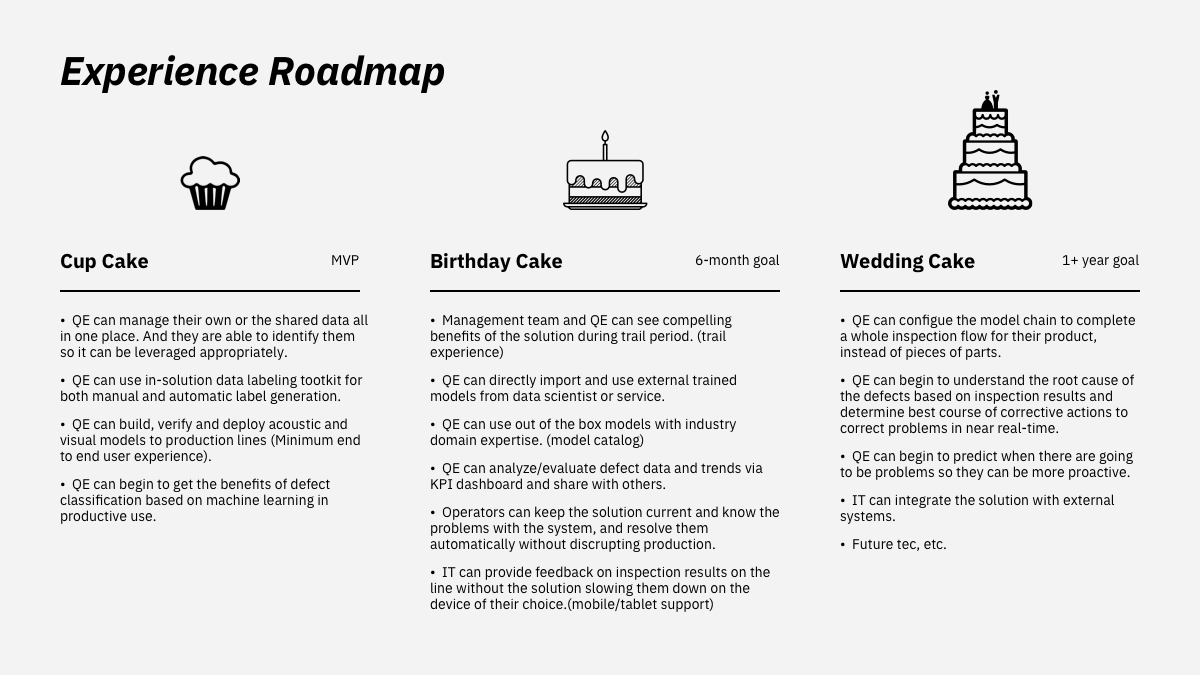 Experience Roadmap
Cup Cake
MVP
• QE can manage their own or the shared data all
in one place. And they are able to identify them
so it can be leveraged appropriately.
• QE can use in-solution data labeling tootkit for
both manual and automatic label generation.
• QE can build, verify and deploy acoustic and
visual models to production lines (Minimum end
to end user experience).
• QE can begin to get the benefits of defect
classification based on machine learning in
productive use.
Birthday Cake
6-month goal
• Management team and QE can see compelling
benefits of the solution during trail period. (trail
experience)
• QE can directly import and use external trained
models from data scientist or service.
• QE can use out of the box models with industry
domain expertise. (model catalog)
• QE can analyze/evaluate defect data and trends via
KPI dashboard and share with others.
• Operators can keep the solution current and know the
problems with the system, and resolve them
automatically without discrupting production.
• IT can provide feedback on inspection results on the
line without the solution slowing them down on the
device of their choice.(mobile/tablet support)
Wedding Cake
1+ year goal
• QE can configue the model chain to complete
a whole inspection flow for their product,
instead of pieces of parts.
• QE can begin to understand the root cause of
the defects based on inspection results and
determine best course of corrective actions to
correct problems in near real-time.
• QE can begin to predict when there are going
to be problems so they can be more proactive.
• IT can integrate the solution with external
systems.
• Future tec, etc.